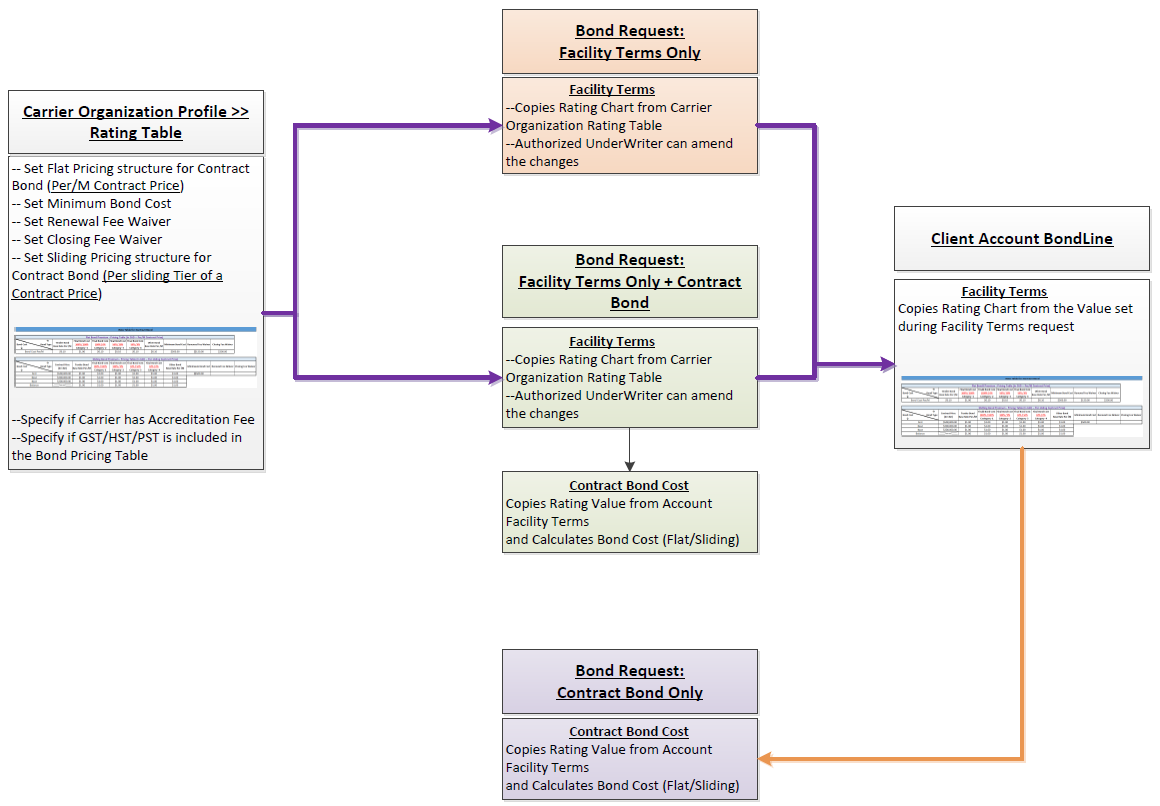 Bond Request:
Facility Terms Only
Facility Terms
--Copies Rating Chart from Carrier
Organization Rating Table
--Authorized UnderWriter can amend
the changes
Carrier Organization Profile >>
Rating Table
-- Set Flat Pricing structure for Contract
Bond (Per/M Contract Price)
-- Set Minimum Bond Cost
-- Set Renewal Fee Waiver
-- Set Closing Fee Waiver
-- Set Sliding Pricing structure for
Contract Bond (Per sliding Tier of a
Contract Price)
--Specify if Carrier has Accreditation Fee
--Specify if GST/HST/PST is included in
the Bond Pricing Table
Bond Request:
Facility Terms Only + Contract
Bond
Facility Terms
--Copies Rating Chart from Carrier
Organization Rating Table
--Authorized UnderWriter can amend
the changes
Contract Bond Cost
Copies Rating Value from Account
Facility Terms
and Calculates Bond Cost (Flat/Sliding)
Client Account BondLine
Facility Terms
Copies Rating Chart from the Value set
during Facility Terms request
Bond Request:
Contract Bond Only
Contract Bond Cost
Copies Rating Value from Account
Facility Terms
and Calculates Bond Cost (Flat/Sliding)